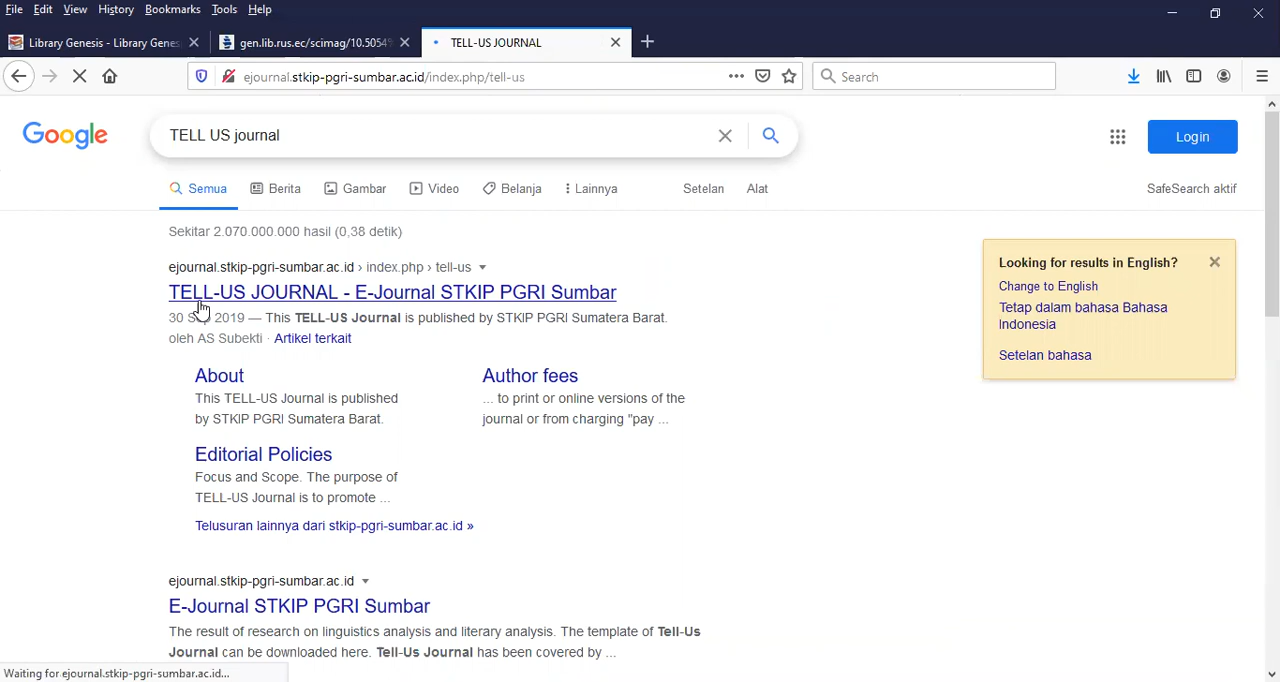 File Edit View History Bookmarks Tools Help
Library Genesis - Library Genes
gen.lib.rus.ec/scimag/10.5054%
TELL-US JOURNAL
ejournal.stkip-pgri-sumbar.ac.id/index.php/tell-us
Search
Google
TELL US journal
Login
Semua Berita Gambar Video Belanja Lainnya Setelan Alat
SafeSearch aktif
Sekitar 2.070.000.000 hasil (0,38 detik)
ejournal.stkip-pgri-sumbar.ac.id › index.php › tell-us
TELL-US JOURNAL - E-Journal STKIP PGRI Sumbar
30 Sep 2019 — This TELL-US Journal is published by STKIP PGRI Sumatera Barat.
oleh AS Subekti · Artikel terkait
About
This TELL-US Journal is published
by STKIP PGRI Sumatera Barat.
Author fees
... to print or online versions of the
journal or from charging "pay ...
Editorial Policies
Focus and Scope. The purpose of
TELL-US Journal is to promote ...
Telusuran lainnya dari stkip-pgri-sumbar.ac.id »
ejournal.stkip-pgri-sumbar.ac.id
E-Journal STKIP PGRI Sumbar
The result of research on linguistics analysis and literary analysis. The template of Tell-Us
Journal can be downloaded here. Tell-Us Journal has been covered by ...
Looking for results in English?
Change to English
Tetap dalam bahasa Bahasa
Indonesia
Setelan bahasa
Waiting for ejournal.stkip-pgri-sumbar.ac.id...